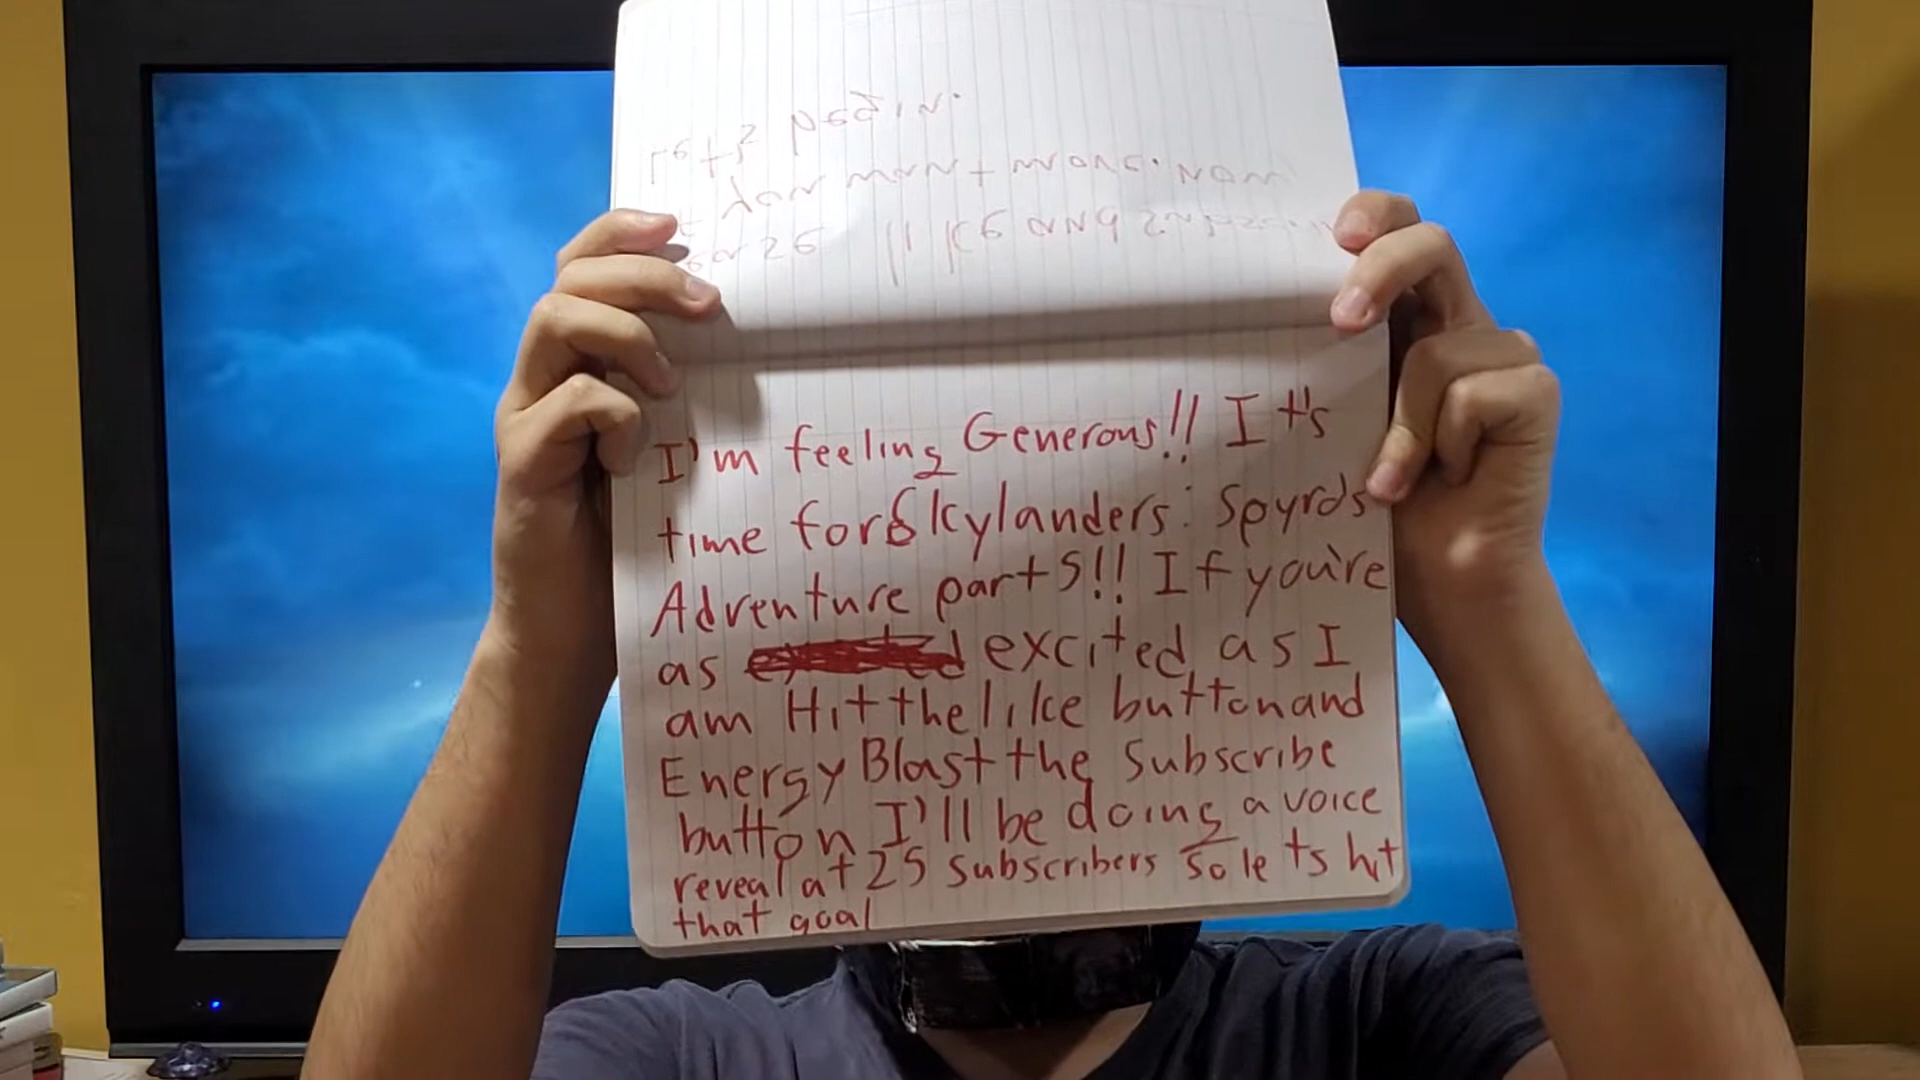 I'm feeling Generous!! It's
time for Skylanders: Spyro's
Adventure part 5!! If you're
as excited as I
am Hit the like button and
Energy Blast the Subscribe
button I'll be doing a voice
reveal at 25 subscribers so lets hit
that goal